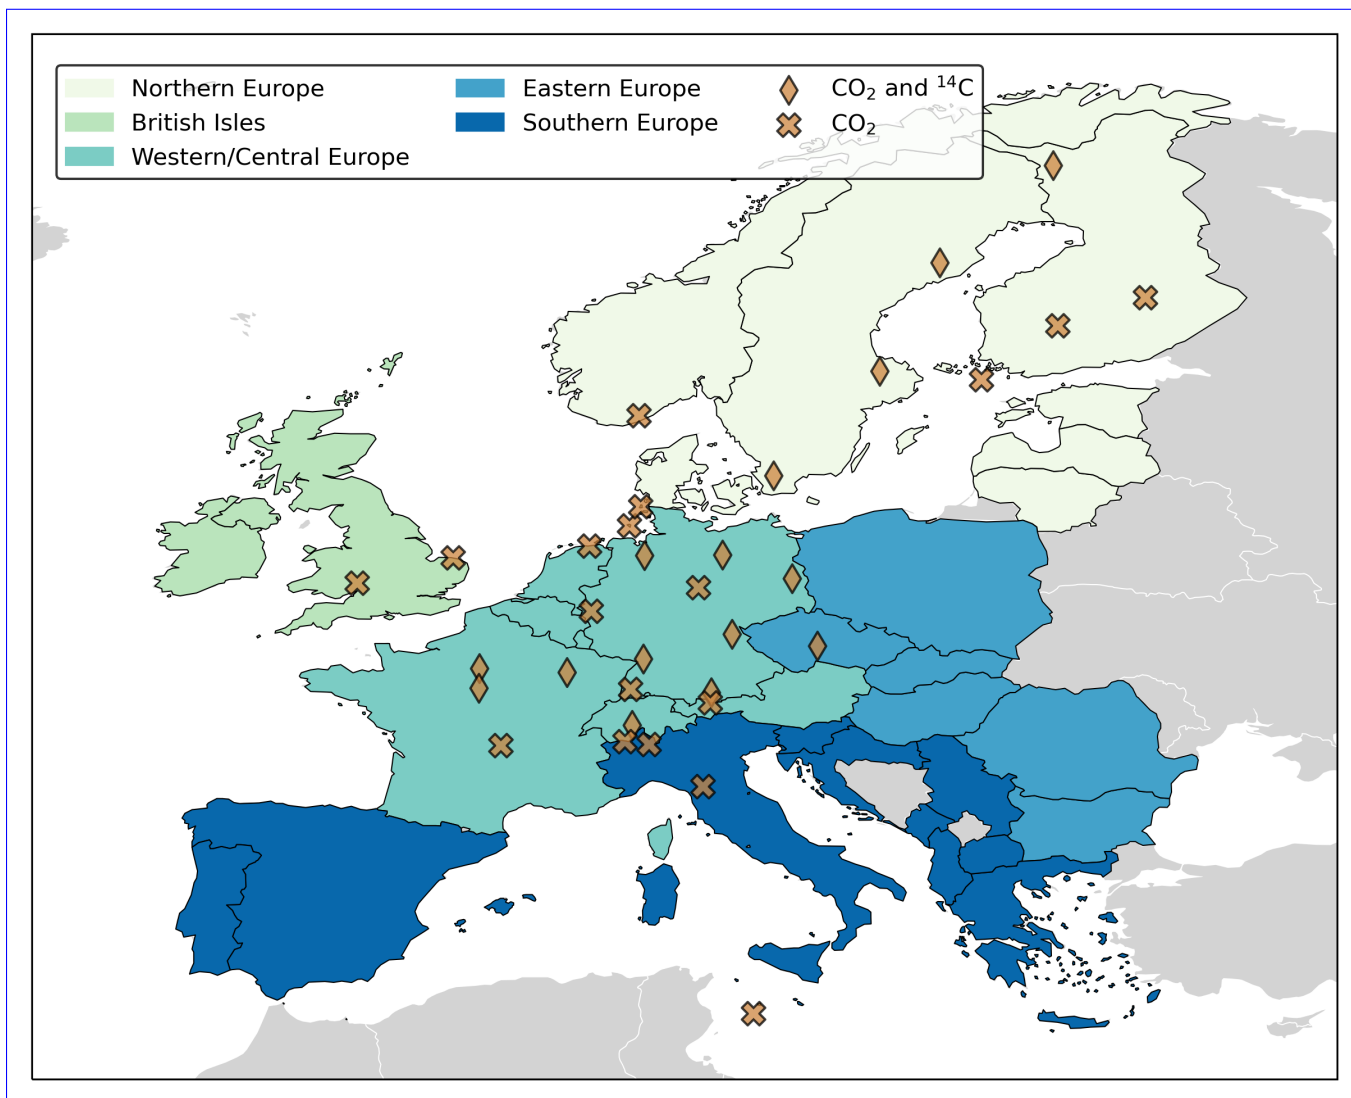 Northern Europe
British Isles
Western/Central Europe
Eastern Europe
Southern Europe
CO₂ and ¹⁴C
CO₂